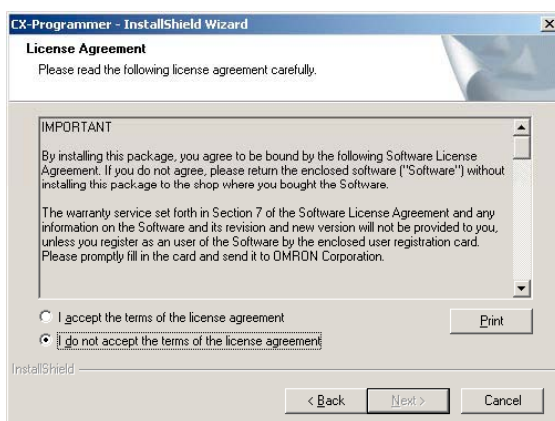 CX-Programmer - InstallShield Wizard
License Agreement
Please read the following license agreement carefully.
IMPORTANT
By installing this package, you agree to be bound by the following Software License
Agreement. If you do not agree, please return the enclosed software ("Software") without
installing this package to the shop where you bought the Software.
The warranty service set forth in Section 7 of the Software License Agreement and any
information on the Software and its revision and new version will not be provided to you,
unless you register as an user of the Software by the enclosed user registration card.
Please promptly fill in the card and send it to OMRON Corporation.
I accept the terms of the license agreement
Print
I do not accept the terms of the license agreement
InstallShield
< Back
Next >
Cancel